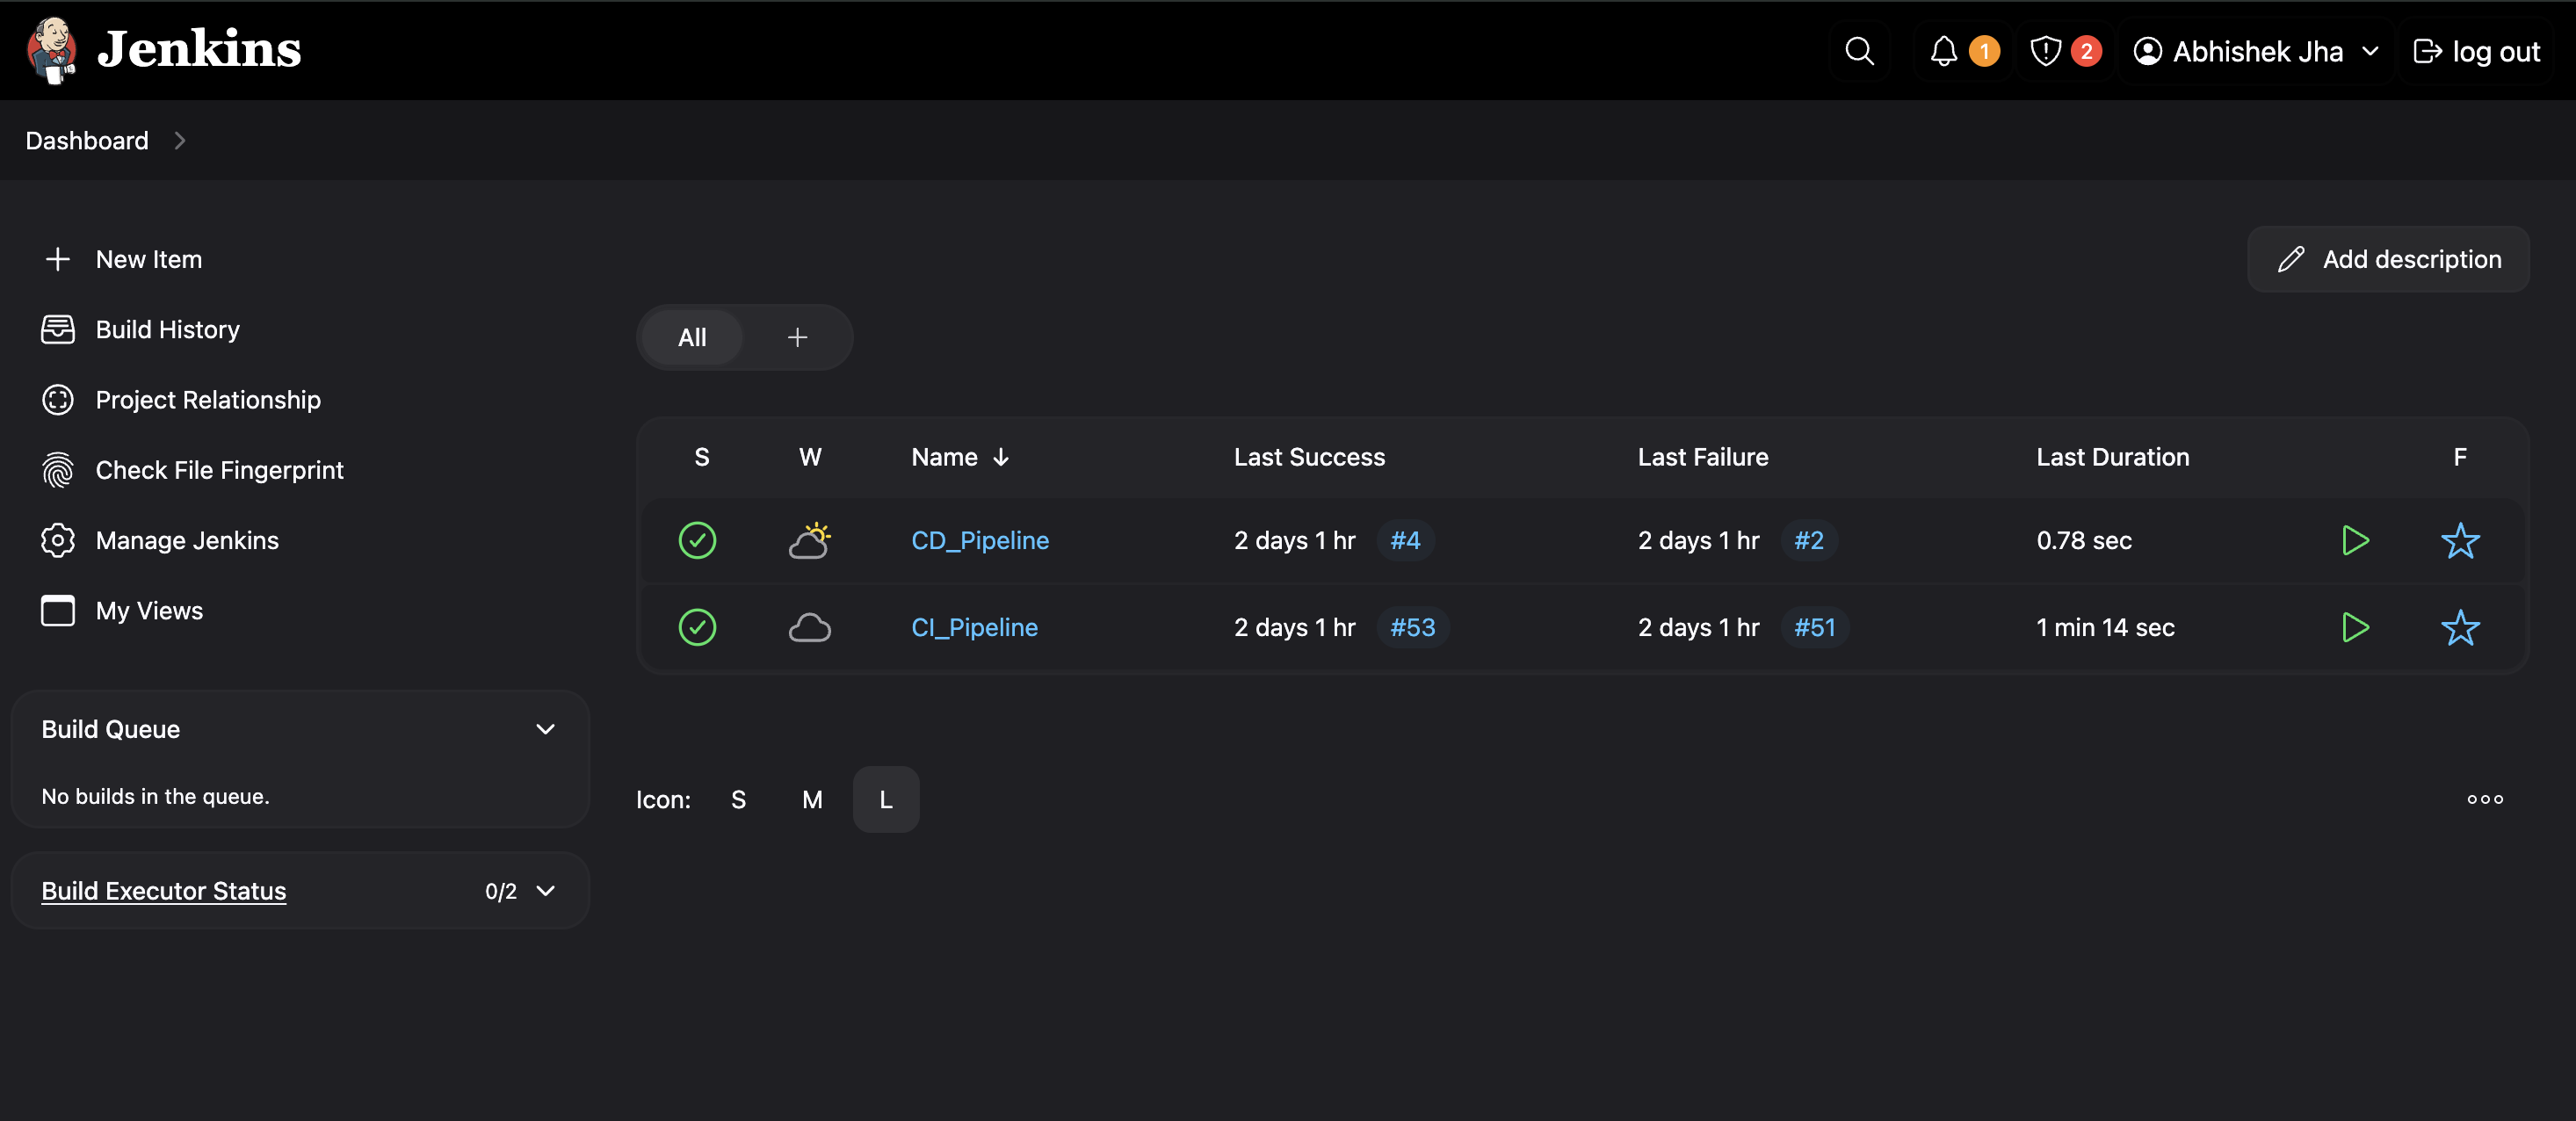 Jenkins
1
2
Abhishek Jha
log out
Dashboard
New Item
Build History
Project Relationship
Check File Fingerprint
Manage Jenkins
My Views
Build Queue
No builds in the queue.
Build Executor Status 0/2
Add description
All
S W Name Last Success Last Failure Last Duration F
CD_Pipeline 2 days 1 hr #4 2 days 1 hr #2 0.78 sec
CI_Pipeline 2 days 1 hr #53 2 days 1 hr #51 1 min 14 sec
Icon: S M L